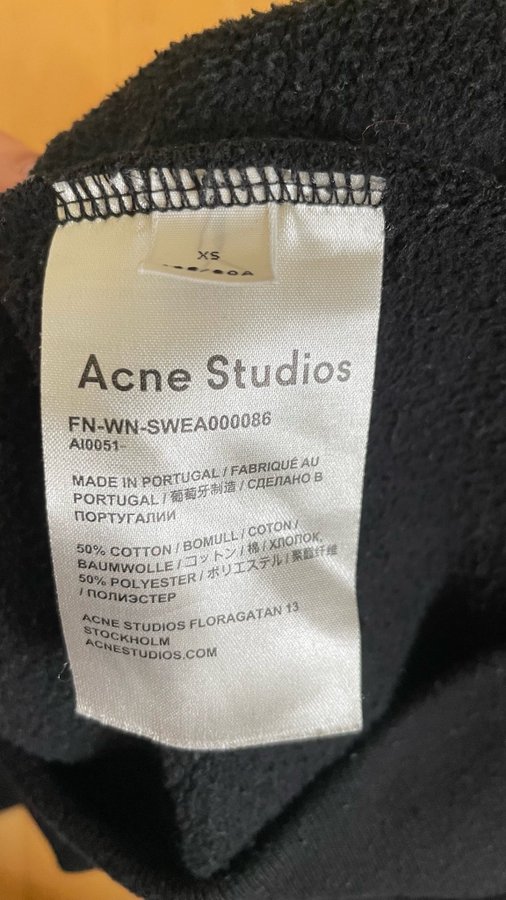 XS
Acne Studios
FN-WN-SWEA000086
AI0051-
MADE IN PORTUGAL / FABRIQUÉ AU
PORTUGAL / 葡萄牙制造 / СДЕЛАНО В
ПОРТУГАЛИИ
50% COTTON / BOMULL / COTON /
BAUMWOLLE / コットン / 棉 / ХЛОПОК,
50% POLYESTER / ポリエステル / 聚酯纤维
/ ПОЛИЭСТЕР
ACNE STUDIOS FLORAGATAN 13
STOCKHOLM
ACNESTUDIOS.COM